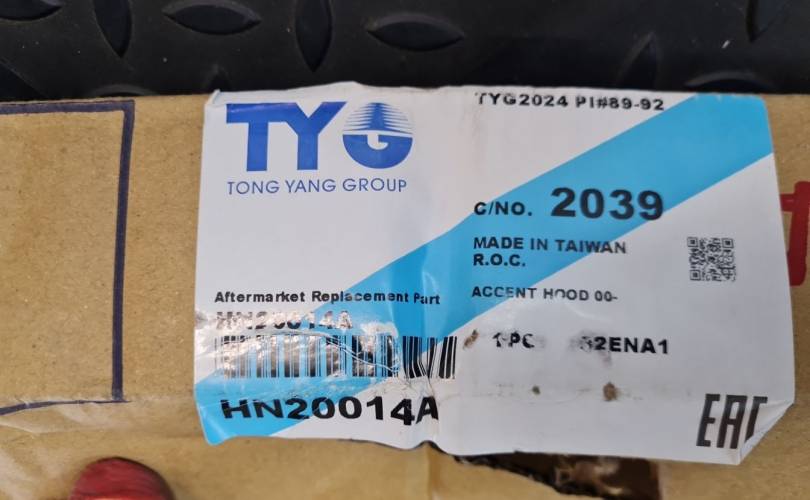 TYG
TONG YANG GROUP
TYG2024 PI#89-92
C/NO. 2039
MADE IN TAIWAN
R.O.C.
Aftermarket Replacement Part
HN20014A
ACCENT HOOD 00-
HN20014A
EAC